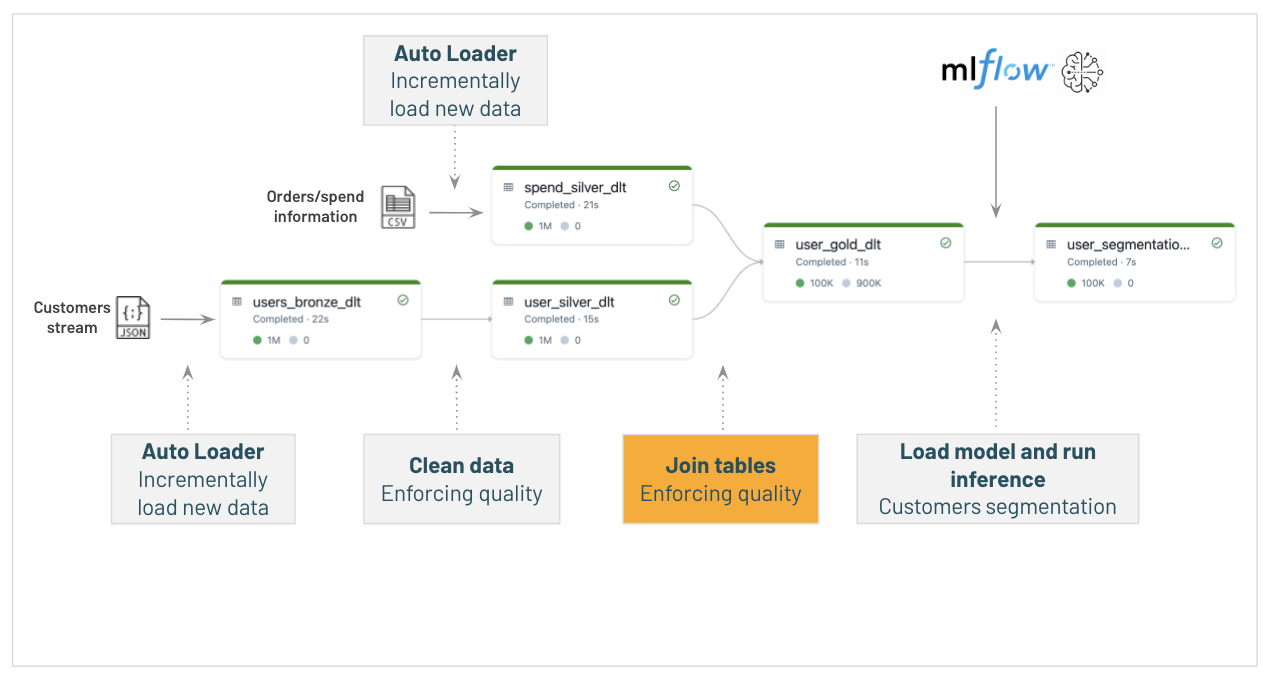 Auto Loader
Incrementally
load new data
mlflow™
Orders/spend
information
CSV
spend_silver_dlt
Completed · 21s
1M 0
user_gold_dlt
Completed · 11s
100K 900K
user_segmentatio...
Completed · 7s
100K 0
Customers
stream
{;}
JSON
users_bronze_dlt
Completed · 22s
1M 0
user_silver_dlt
Completed · 15s
1M 0
Auto Loader
Incrementally
load new data
Clean data
Enforcing quality
Join tables
Enforcing quality
Load model and run
inference
Customers segmentation